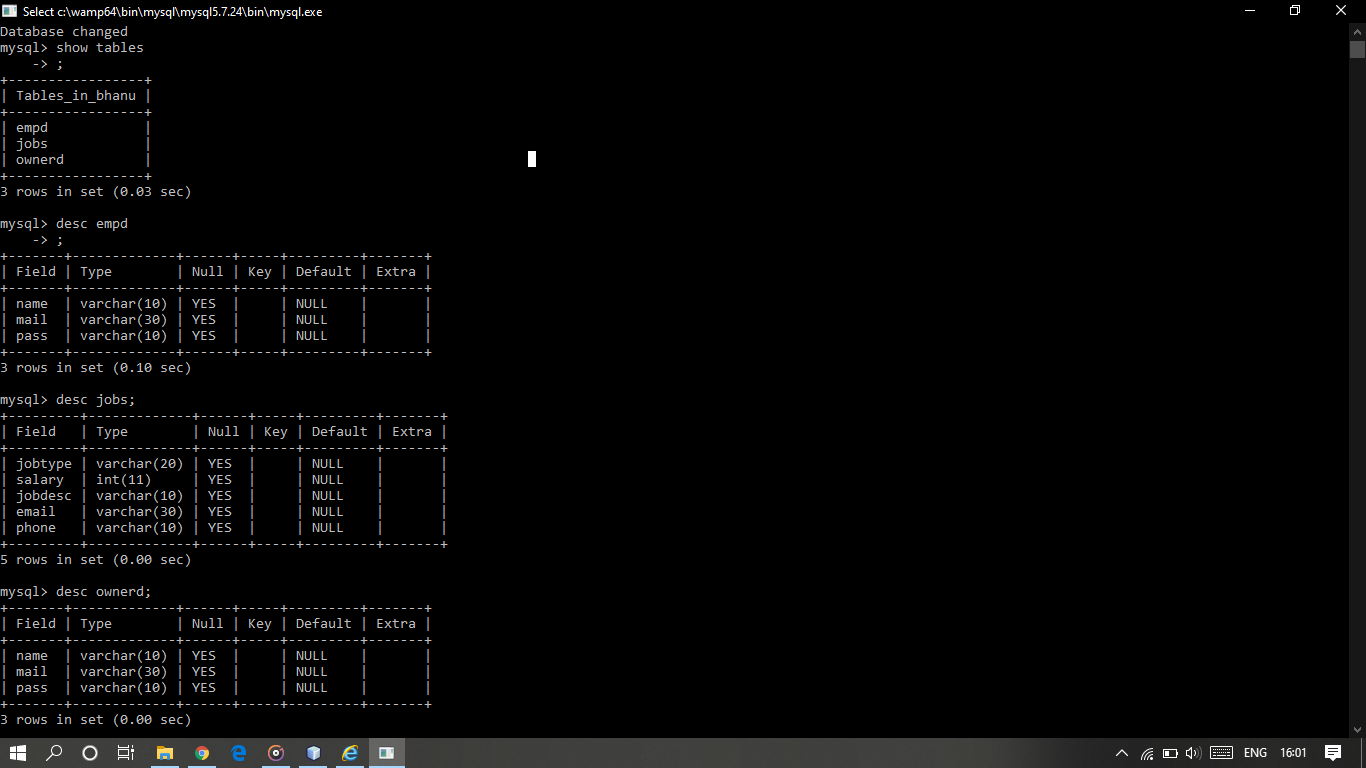 Select c:\wamp64\bin\mysql\mysql5.7.24\bin\mysql.exe
Database changed
mysql> show tables
    -> ;
+-----------------+
| Tables_in_bhanu |
+-----------------+
| empd            |
| jobs            |
| ownerd          |
+-----------------+
3 rows in set (0.03 sec)

mysql> desc empd
    -> ;
+-------+-------------+------+-----+---------+-------+
| Field | Type        | Null | Key | Default | Extra |
+-------+-------------+------+-----+---------+-------+
| name  | varchar(10) | YES  |     | NULL    |       |
| mail  | varchar(30) | YES  |     | NULL    |       |
| pass  | varchar(10) | YES  |     | NULL    |       |
+-------+-------------+------+-----+---------+-------+
3 rows in set (0.10 sec)

mysql> desc jobs;
+---------+-------------+------+-----+---------+-------+
| Field   | Type        | Null | Key | Default | Extra |
+---------+-------------+------+-----+---------+-------+
| jobtype | varchar(20) | YES  |     | NULL    |       |
| salary  | int(11)     | YES  |     | NULL    |       |
| jobdesc | varchar(10) | YES  |     | NULL    |       |
| email   | varchar(30) | YES  |     | NULL    |       |
| phone   | varchar(10) | YES  |     | NULL    |       |
+---------+-------------+------+-----+---------+-------+
5 rows in set (0.00 sec)

mysql> desc ownerd;
+-------+-------------+------+-----+---------+-------+
| Field | Type        | Null | Key | Default | Extra |
+-------+-------------+------+-----+---------+-------+
| name  | varchar(10) | YES  |     | NULL    |       |
| mail  | varchar(30) | YES  |     | NULL    |       |
| pass  | varchar(10) | YES  |     | NULL    |       |
+-------+-------------+------+-----+---------+-------+
3 rows in set (0.00 sec)
ENG 16:01